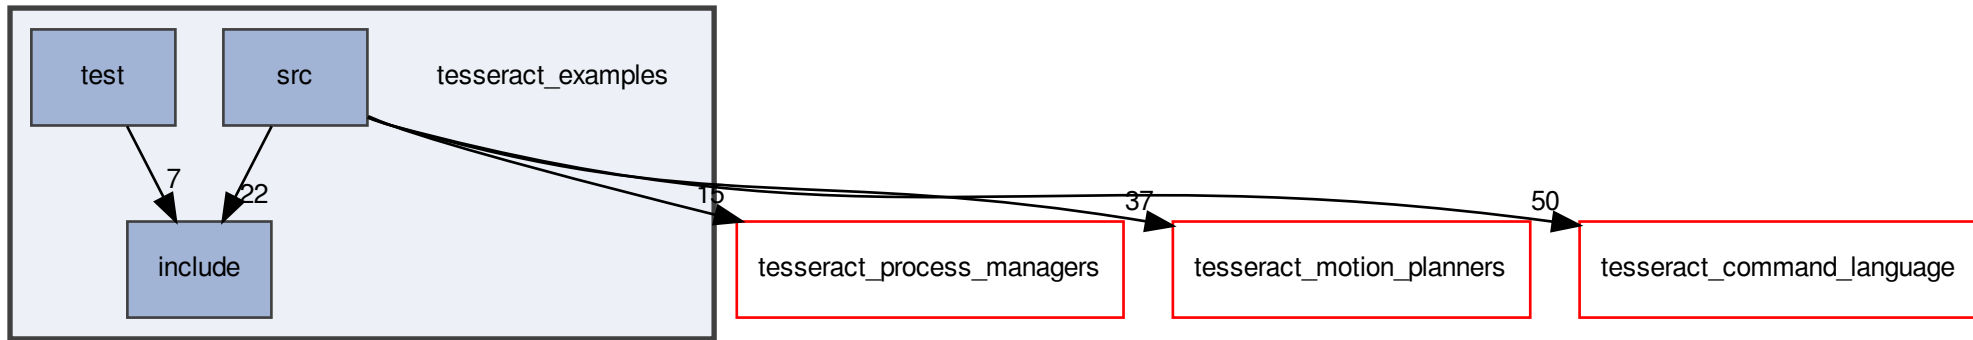 test
src
tesseract_examples
7
22
15
37
50
include
tesseract_process_managers
tesseract_motion_planners
tesseract_command_language